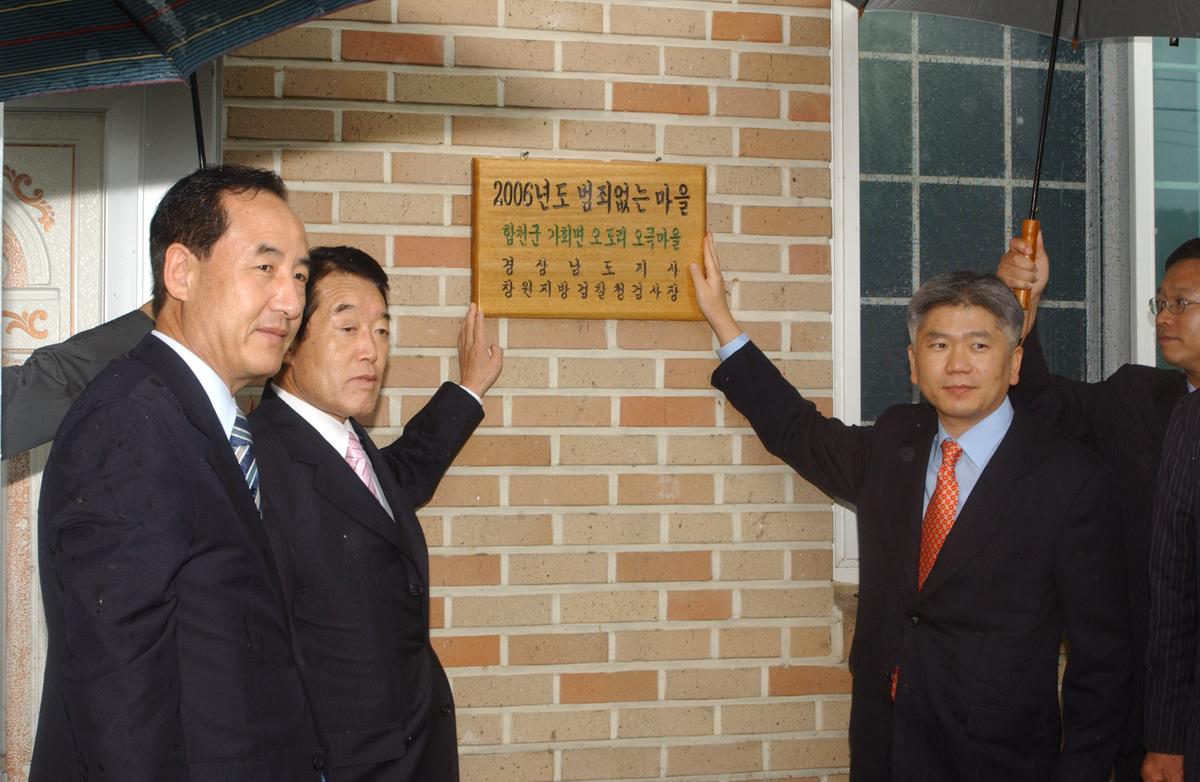 2006년도 범죄없는 마을
합천군 가회면 오도리 오곡마을
경상남도지사
창원지방검찰청검사장